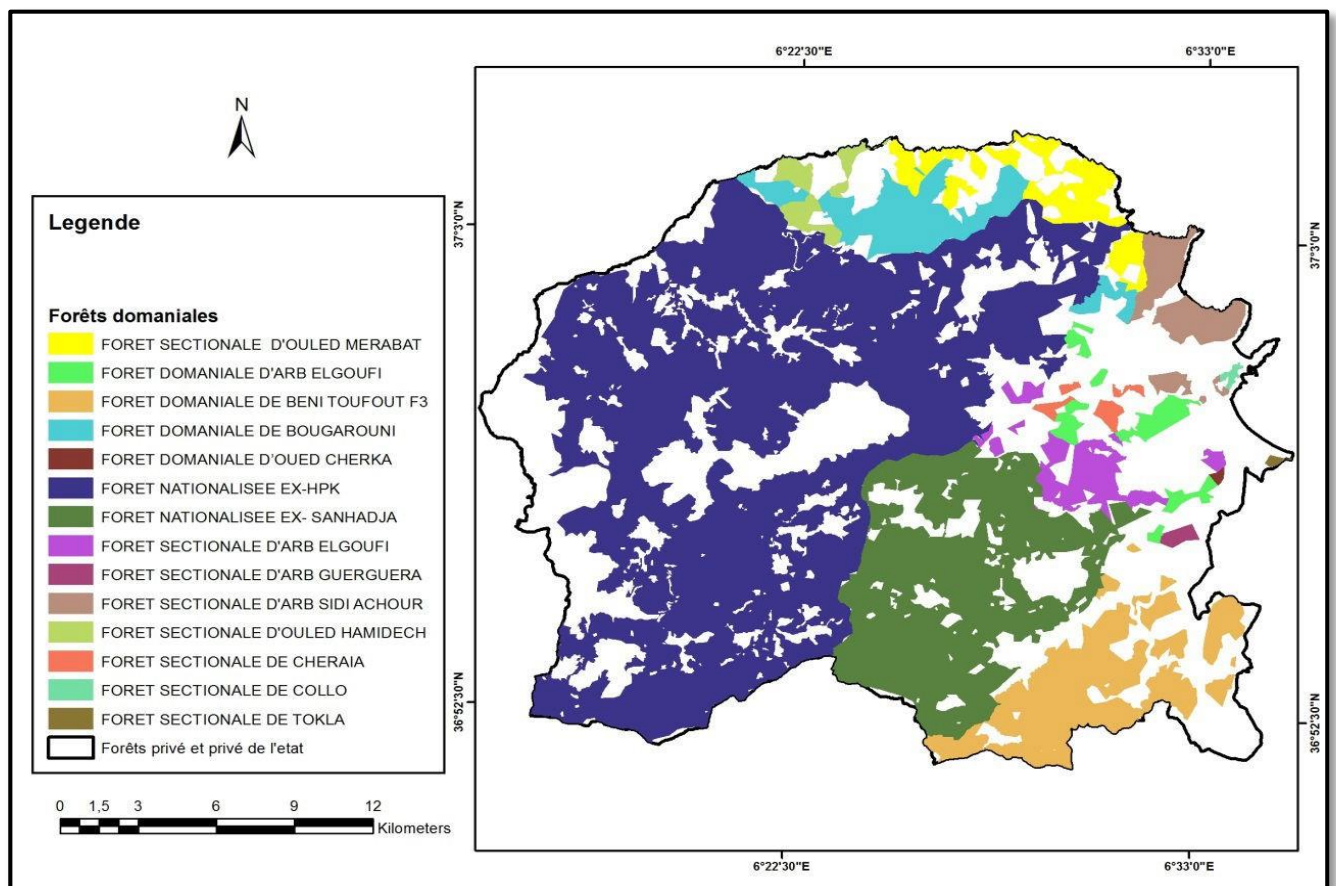 6°22'30"E
6°33'0"E
N
Legende
Forêts domaniales
FORET SECTIONALE D'OULED MERABAT
FORET DOMANIALE D'ARB ELGOUFI
FORET DOMANIALE DE BENI TOUFOUT F3
FORET DOMANIALE DE BOUGAROUNI
FORET DOMANIALE D'OUED CHERKA
FORET NATIONALISEE EX-HPK
FORET NATIONALISEE EX- SANHADJA
FORET SECTIONALE D'ARB ELGOUFI
FORET SECTIONALE D'ARB GUERGUERA
FORET SECTIONALE D'ARB SIDI ACHOUR
FORET SECTIONALE D'OULED HAMIDECH
FORET SECTIONALE DE CHERAIA
FORET SECTIONALE DE COLLO
FORET SECTIONALE DE TOKLA
Forêts privé et privé de l'etat
0 1,5 3 6 9 12
Kilometers
37°3'0"N
37°3'0"N
36°52'30"N
36°52'30"N
6°22'30"E
6°33'0"E